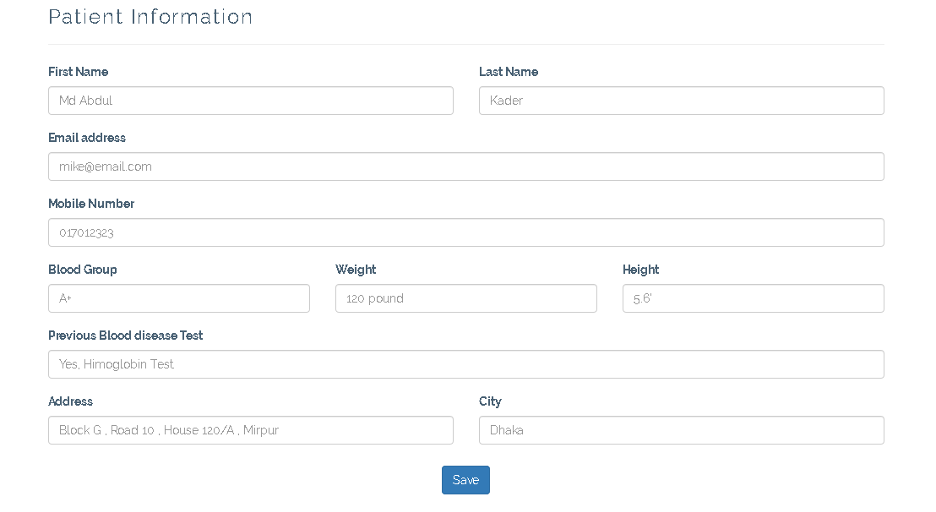 Patient Information
First Name Last Name
Md Abdul Kader
Email address
mike@email.com
Mobile Number
017012323
Blood Group Weight Height
A+ 120 pound 5.6'
Previous Blood disease Test
Yes, Himoglobin Test
Address City
Block G , Road 10 , House 120/A , Mirpur Dhaka
Save